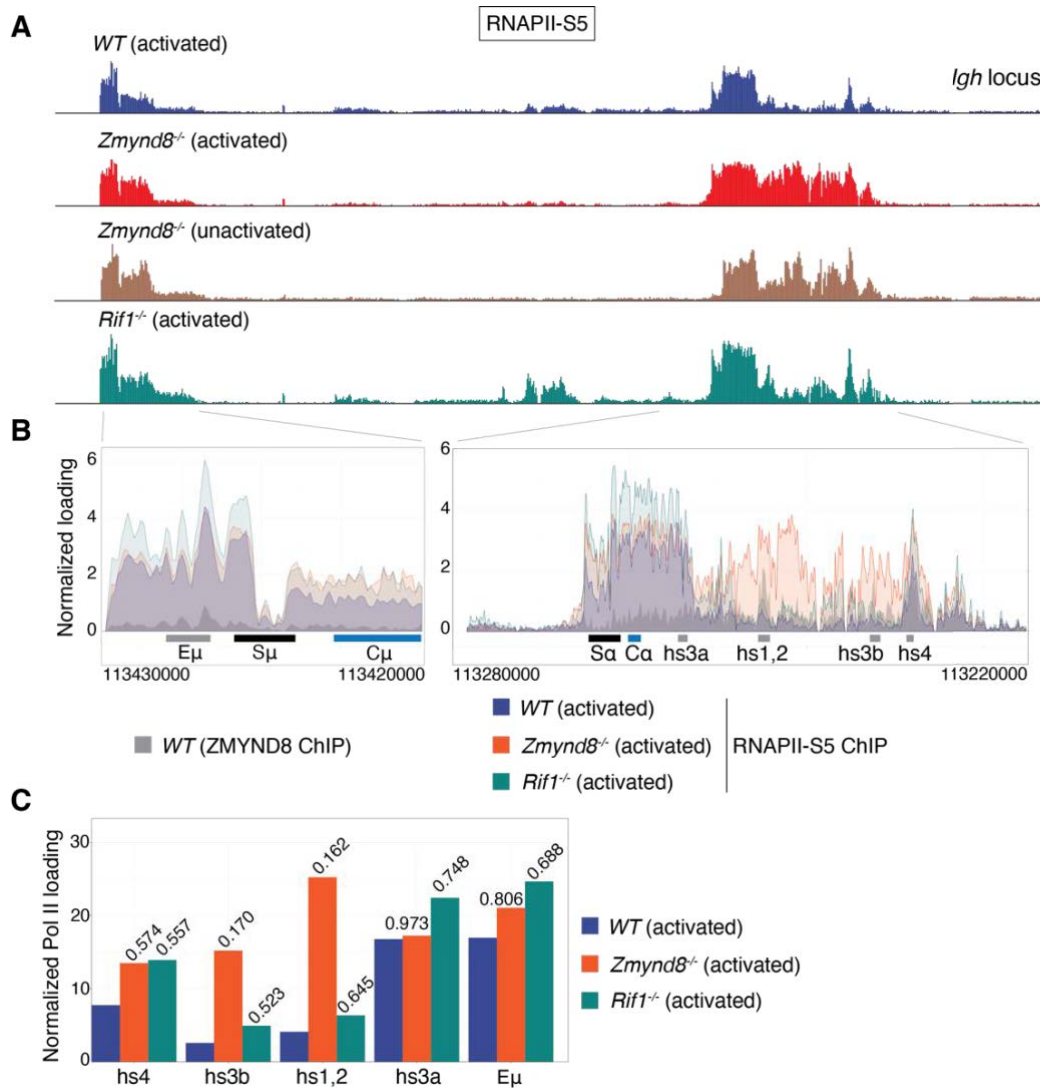 A
RNAPII-S5
WT (activated)
Igh locus
Zmynd8-/- (activated)
Zmynd8-/- (unactivated)
Rif1-/- (activated)
B
Normalized loading
6
4
2
0
Eµ
Sµ
Cµ
113430000
113420000
6
4
2
0
Sα
Cα
hs3a
hs1,2
hs3b
hs4
113280000
113220000
WT (ZMYND8 ChIP)
WT (activated)
Zmynd8-/- (activated)
Rif1-/- (activated)
RNAPII-S5 ChIP
C
Normalized Pol II loading
30
20
10
0
0.574
0.557
0.170
0.523
0.162
0.645
0.973
0.748
0.806
0.688
hs4
hs3b
hs1,2
hs3a
Eµ
WT (activated)
Zmynd8-/- (activated)
Rif1-/- (activated)